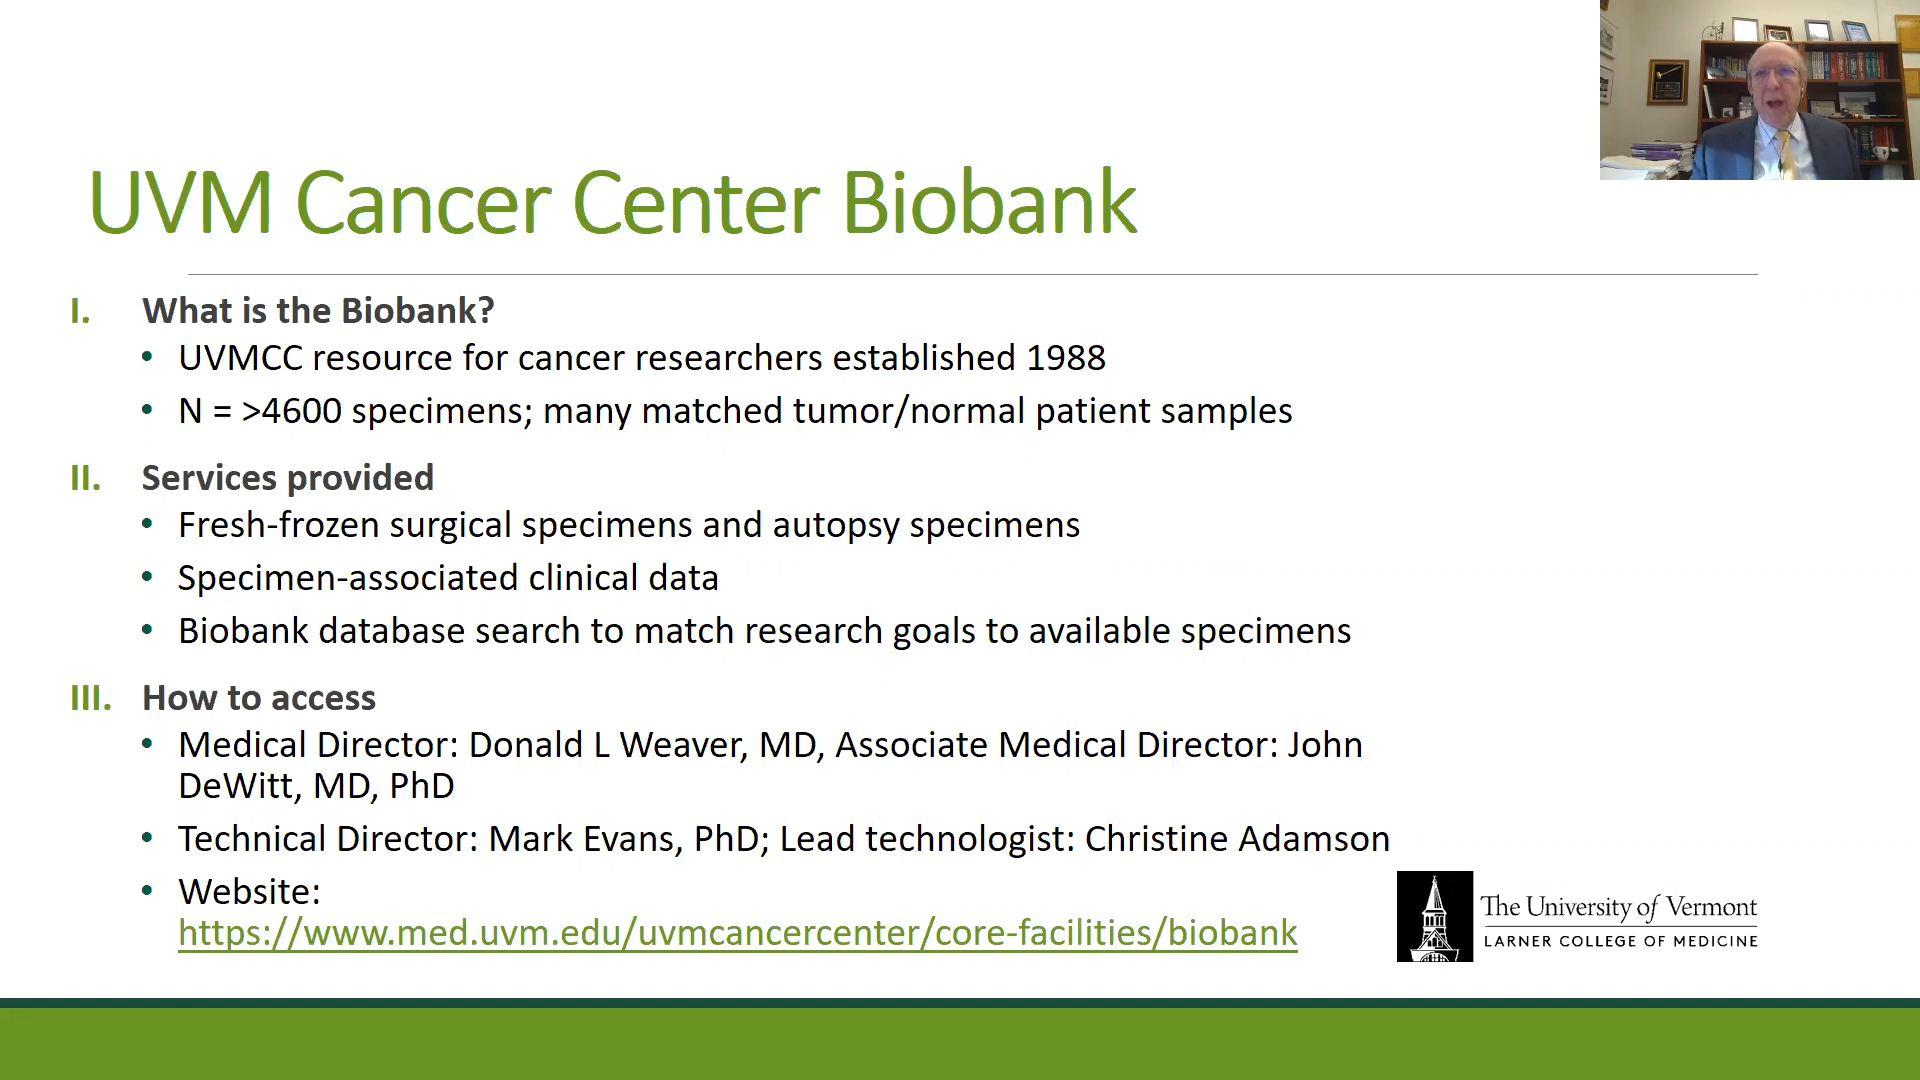 UVM Cancer Center Biobank
I. What is the Biobank?
• UVMCC resource for cancer researchers established 1988
• N = >4600 specimens; many matched tumor/normal patient samples
II. Services provided
• Fresh-frozen surgical specimens and autopsy specimens
• Specimen-associated clinical data
• Biobank database search to match research goals to available specimens
III. How to access
• Medical Director: Donald L Weaver, MD, Associate Medical Director: John
DeWitt, MD, PhD
• Technical Director: Mark Evans, PhD; Lead technologist: Christine Adamson
• Website:
https://www.med.uvm.edu/uvmcancercenter/core-facilities/biobank
The University of Vermont
LARNER COLLEGE OF MEDICINE